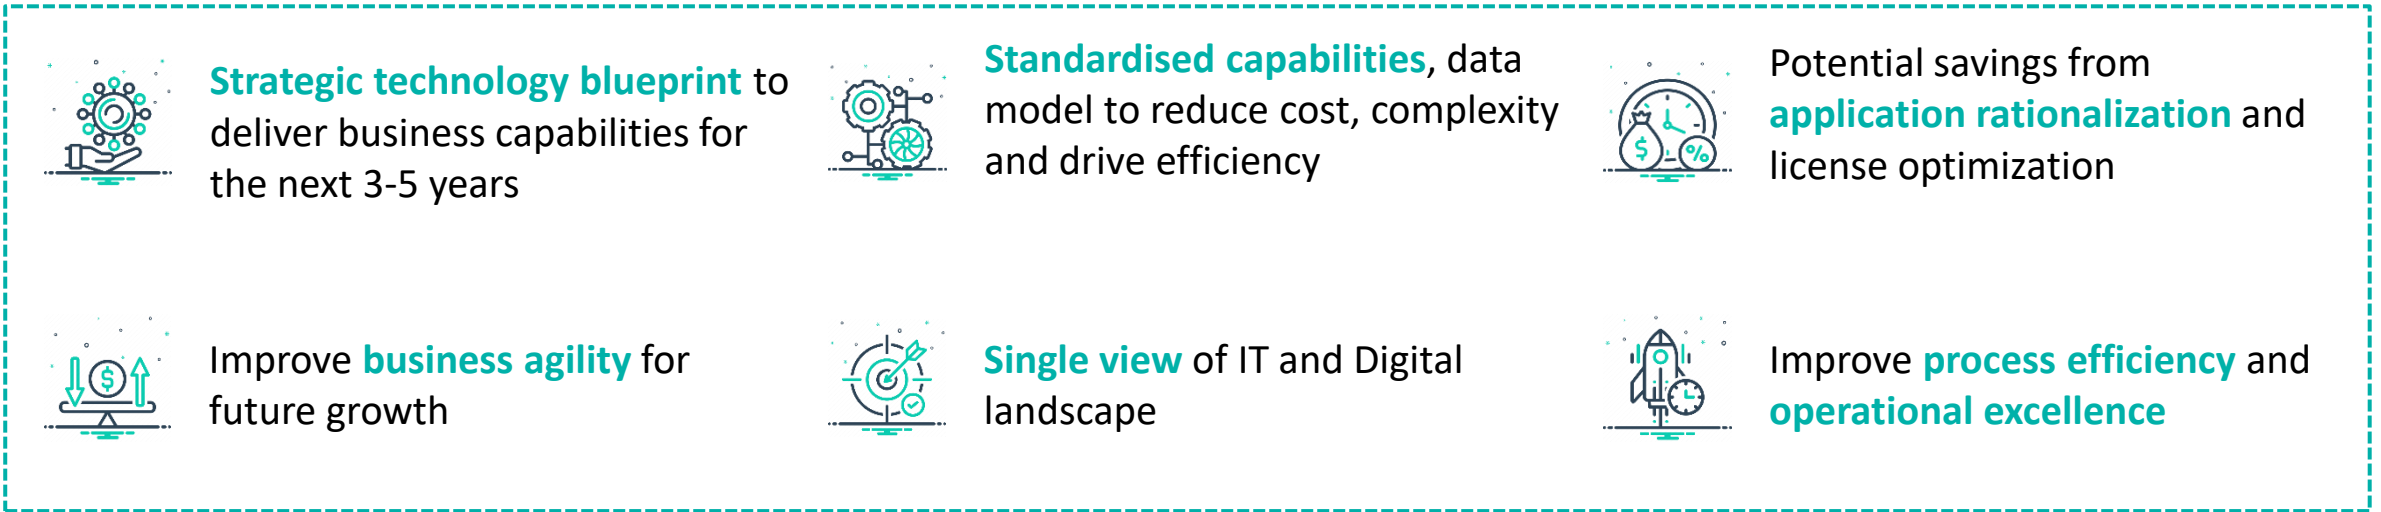 Strategic technology blueprint to
deliver business capabilities for
the next 3-5 years
Standardised capabilities, data
model to reduce cost, complexity
and drive efficiency
Potential savings from
application rationalization and
license optimization
Improve business agility for
future growth
Single view of IT and Digital
landscape
Improve process efficiency and
operational excellence